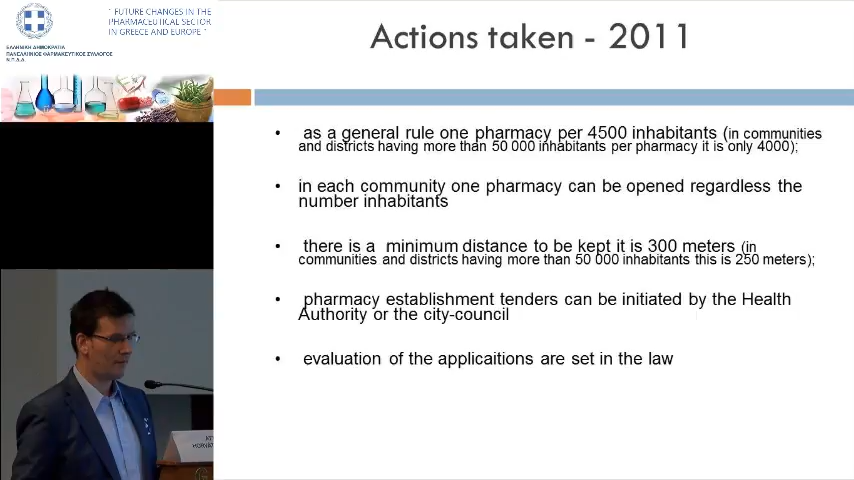 " FUTURE CHANGES IN THE
PHARMACEUTICAL SECTOR
IN GREECE AND EUROPE "
ΕΛΛΗΝΙΚΗ ΔΗΜΟΚΡΑΤΙΑ
ΠΑΝΕΛΛΗΝΙΟΣ ΦΑΡΜΑΚΕΥΤΙΚΟΣ ΣΥΛΛΟΓΟΣ
Ν.Π.Δ.Δ.
Actions taken - 2011
• as a general rule one pharmacy per 4500 inhabitants (in communities
and districts having more than 50 000 inhabitants per pharmacy it is only 4000);
• in each community one pharmacy can be opened regardless the
number inhabitants
• there is a minimum distance to be kept it is 300 meters (in
communities and districts having more than 50 000 inhabitants this is 250 meters);
• pharmacy establishment tenders can be initiated by the Health
Authority or the city-council
• evaluation of the applicaitions are set in the law